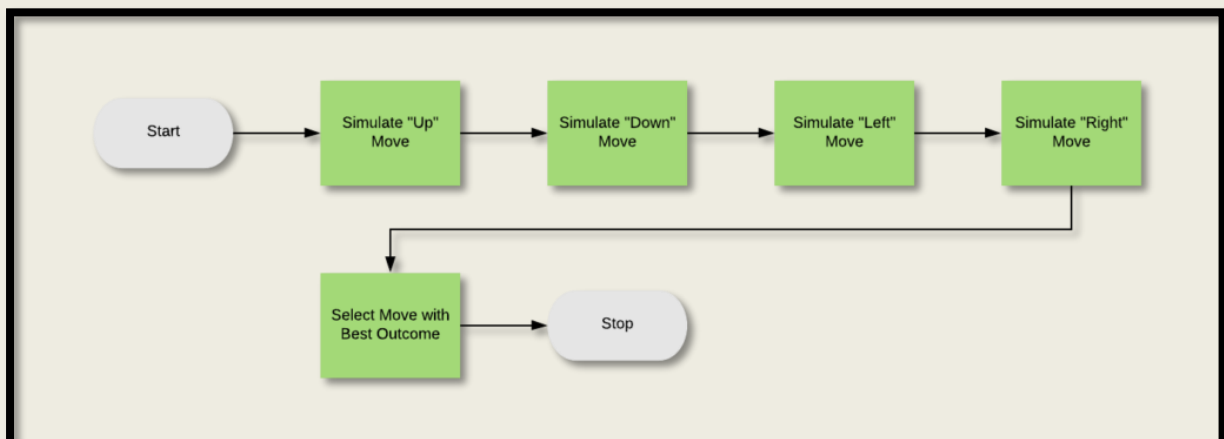 Start
Simulate "Up"
Move
Simulate "Down"
Move
Simulate "Left"
Move
Simulate "Right"
Move
Select Move with
Best Outcome
Stop